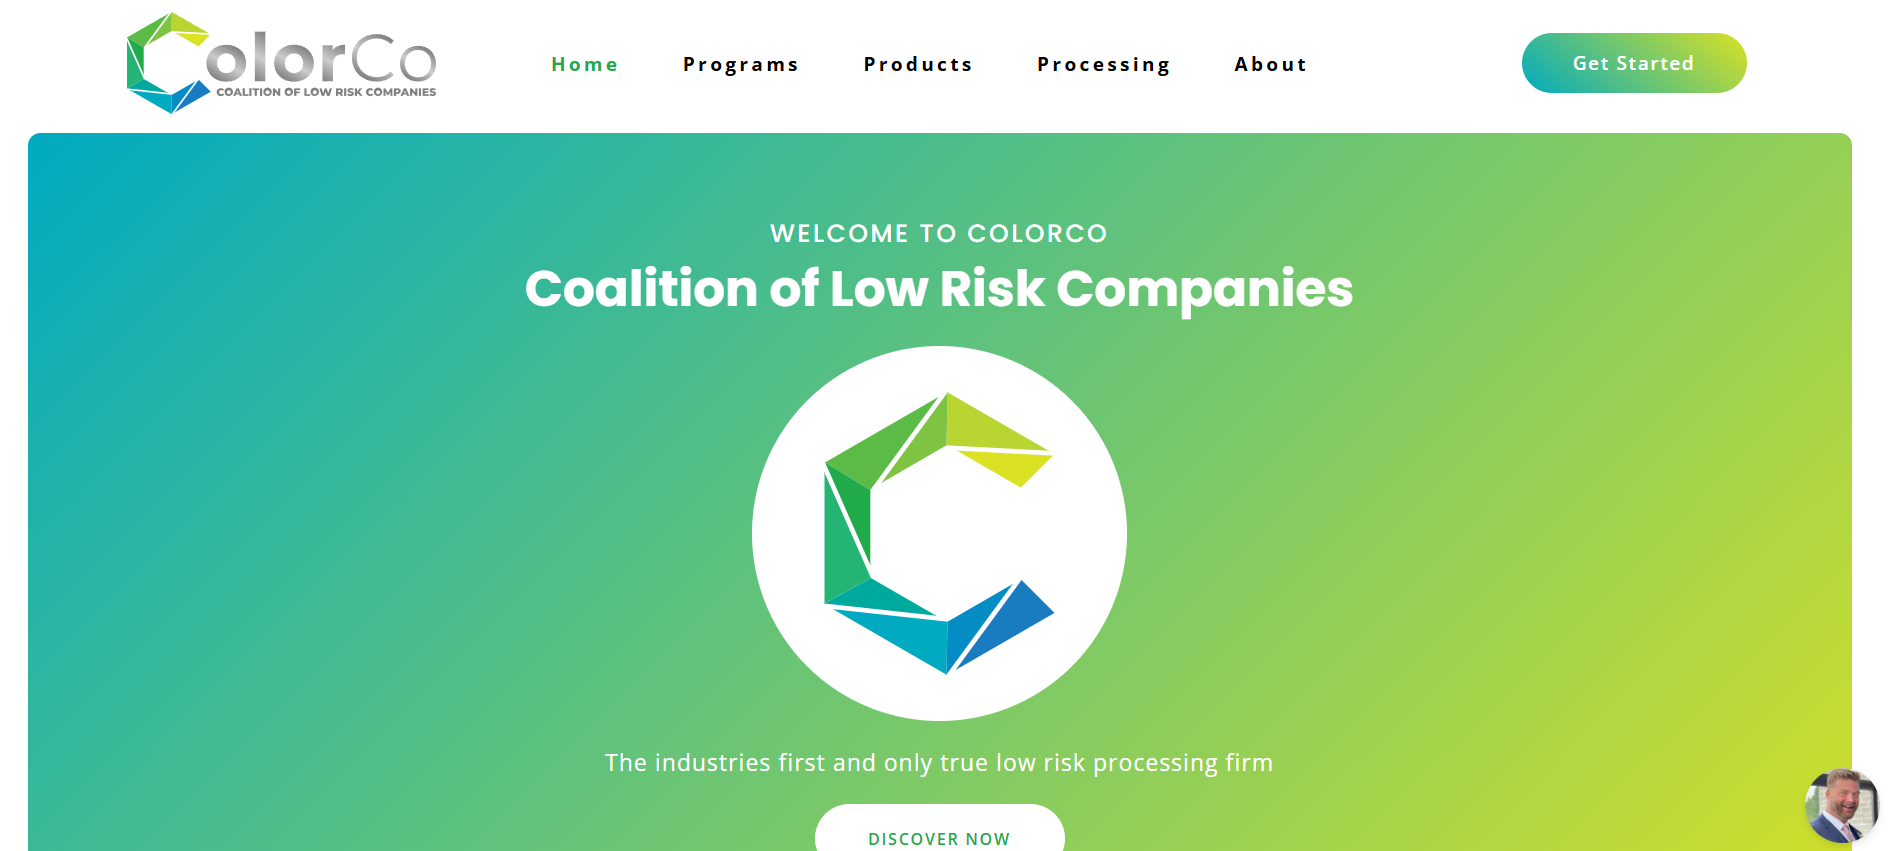 ColorCo
COALITION OF LOW RISK COMPANIES
Home
Programs
Products
Processing
About
Get Started
WELCOME TO COLORCO
Coalition of Low Risk Companies
The industries first and only true low risk processing firm
DISCOVER NOW